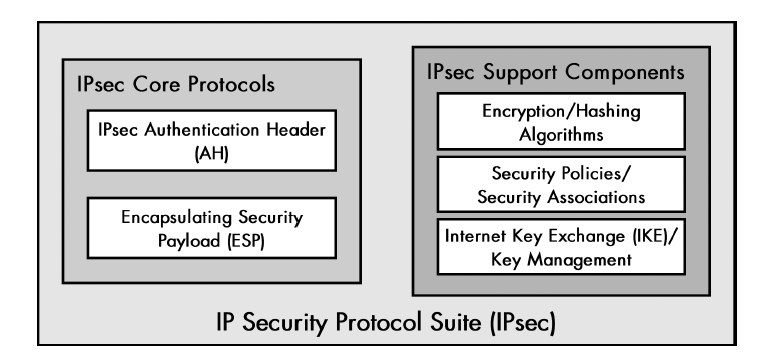 IPsec Core Protocols
IPsec Authentication Header
(AH)
Encapsulating Security
Payload (ESP)
IPsec Support Components
Encryption/Hashing
Algorithms
Security Policies/
Security Associations
Internet Key Exchange (IKE)/
Key Management
IP Security Protocol Suite (IPsec)